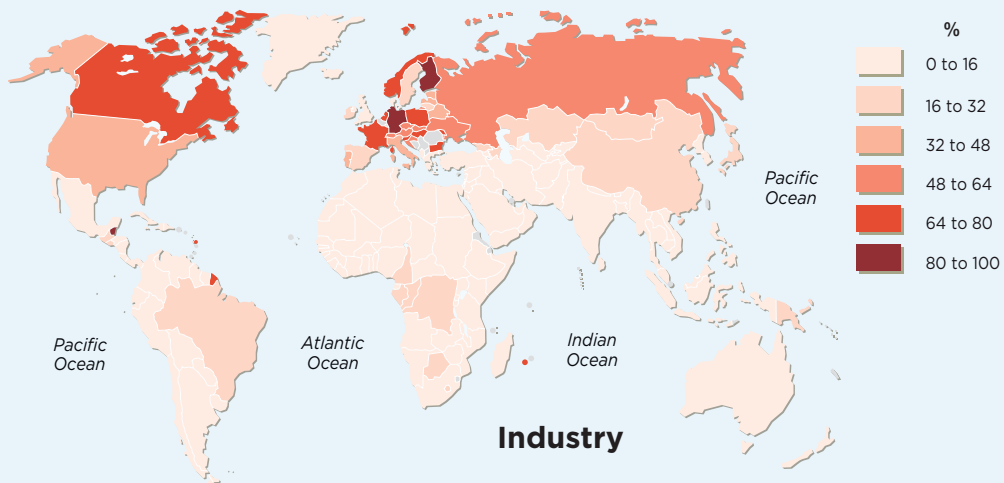 %
0 to 16
16 to 32
32 to 48
48 to 64
64 to 80
80 to 100
Pacific
Ocean
Pacific
Ocean
Atlantic
Ocean
Indian
Ocean
Industry